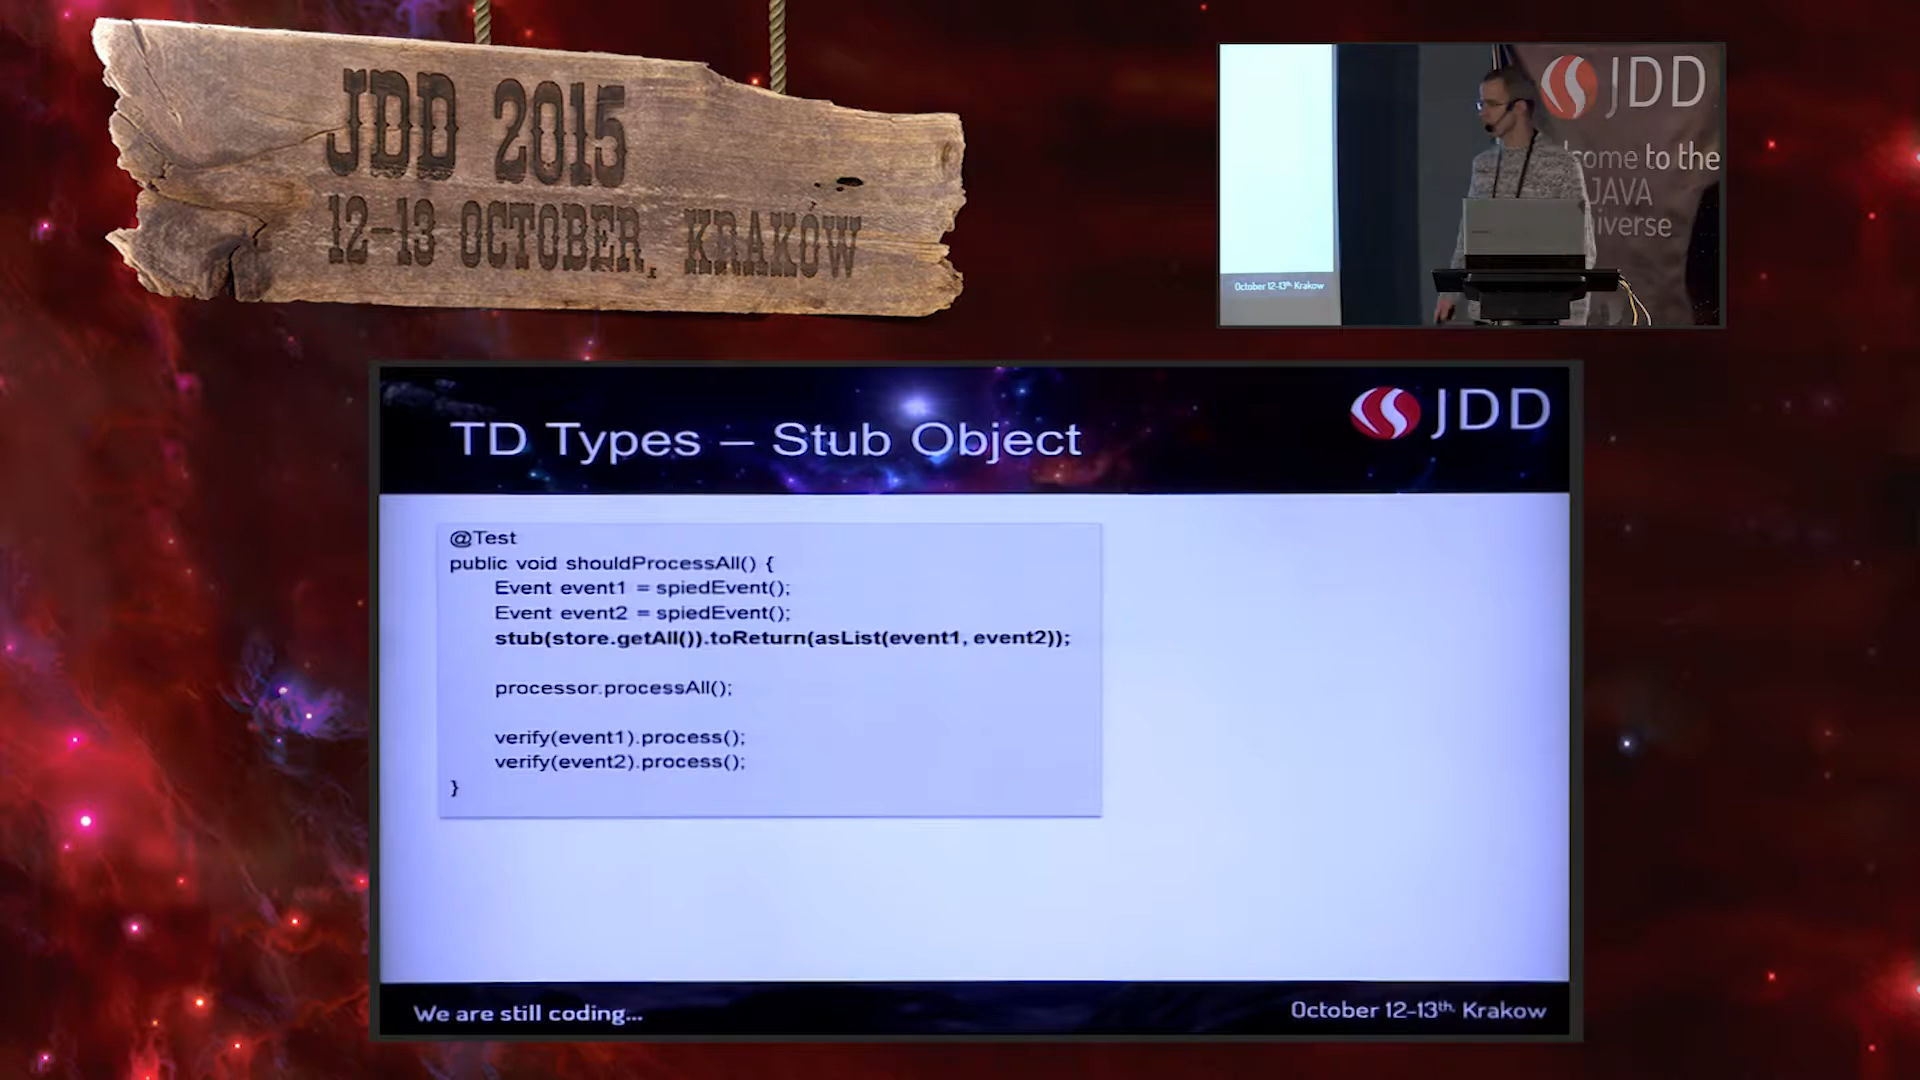 JDD 2015
12-13 OCTOBER, KRAKÓW
JDD
lcome to the
JAVA
iverse
October 12-13th, Krakow
TD Types – Stub Object
JDD
@Test
public void shouldProcessAll() {
Event event1 = spiedEvent();
Event event2 = spiedEvent();
stub(store.getAll()).toReturn(asList(event1, event2));
processor.processAll();
verify(event1).process();
verify(event2).process();
}
We are still coding...
October 12-13th, Krakow